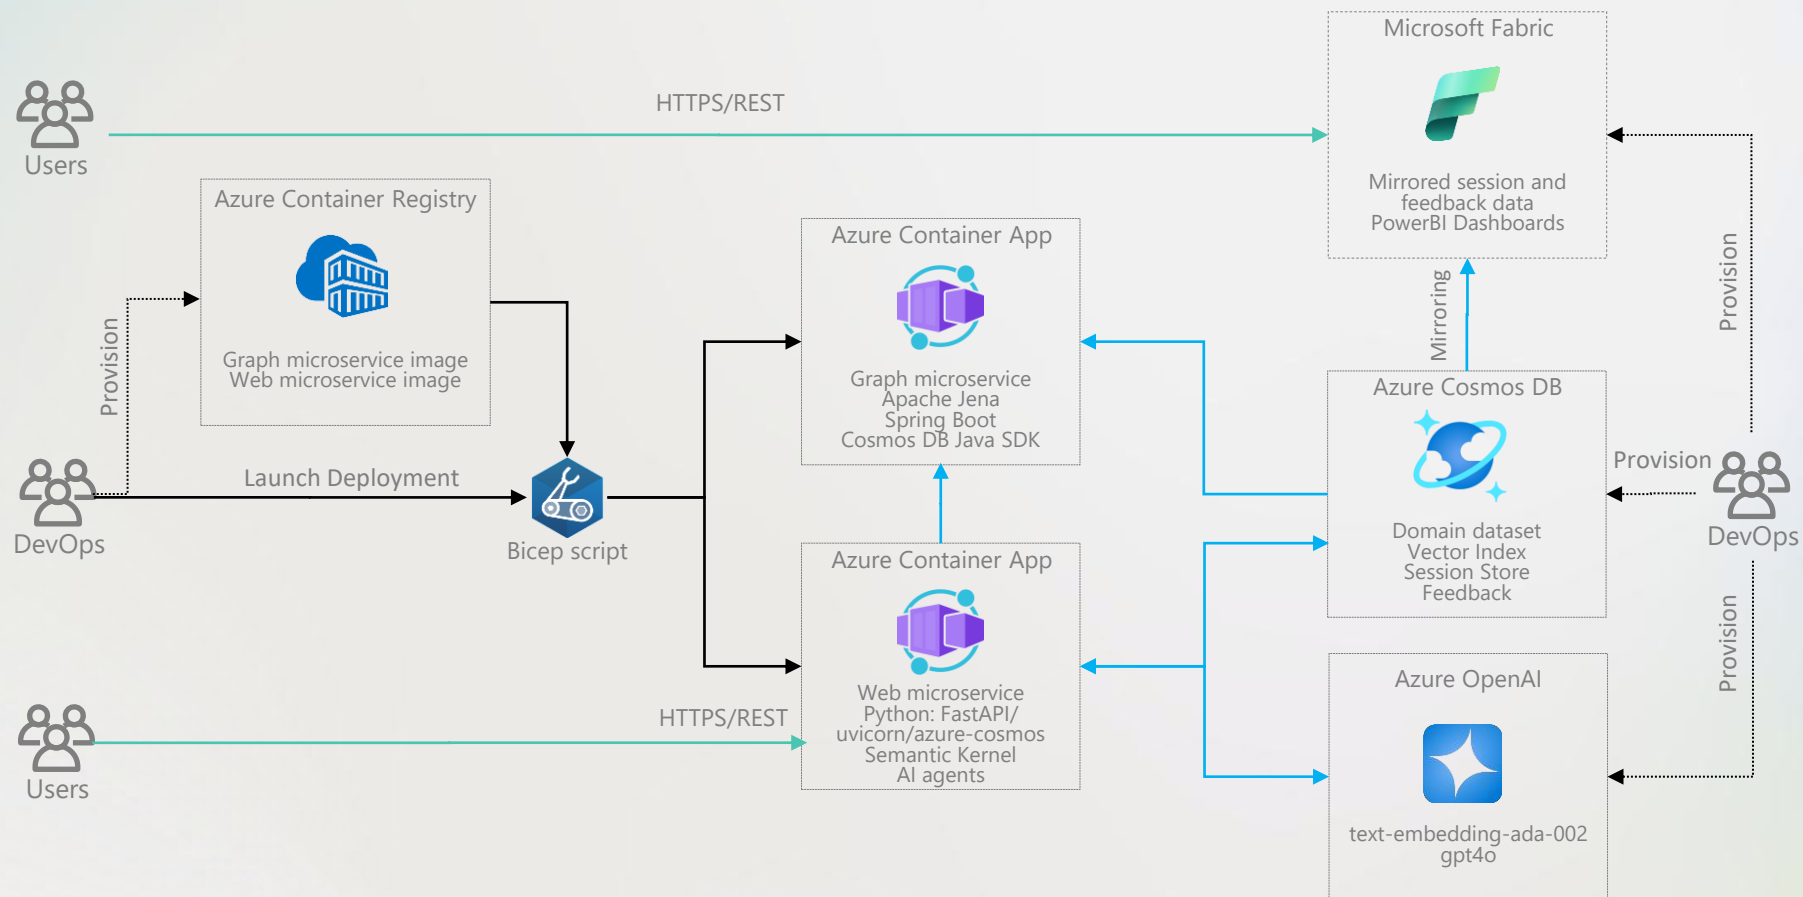 Microsoft Fabric
HTTPS/REST
Users
Mirrored session and
feedback data
PowerBI Dashboards
Azure Container Registry
Graph microservice image
Web microservice image
Provision
Azure Container App
Graph microservice
Apache Jena
Spring Boot
Cosmos DB Java SDK
Mirroring
Provision
Azure Cosmos DB
Domain dataset
Vector Index
Session Store
Feedback
Provision
DevOps
Launch Deployment
DevOps
Bicep script
Azure Container App
Web microservice
Python: FastAPI/
uvicorn/azure-cosmos
Semantic Kernel
AI agents
HTTPS/REST
Users
Provision
Azure OpenAI
text-embedding-ada-002
gpt4o